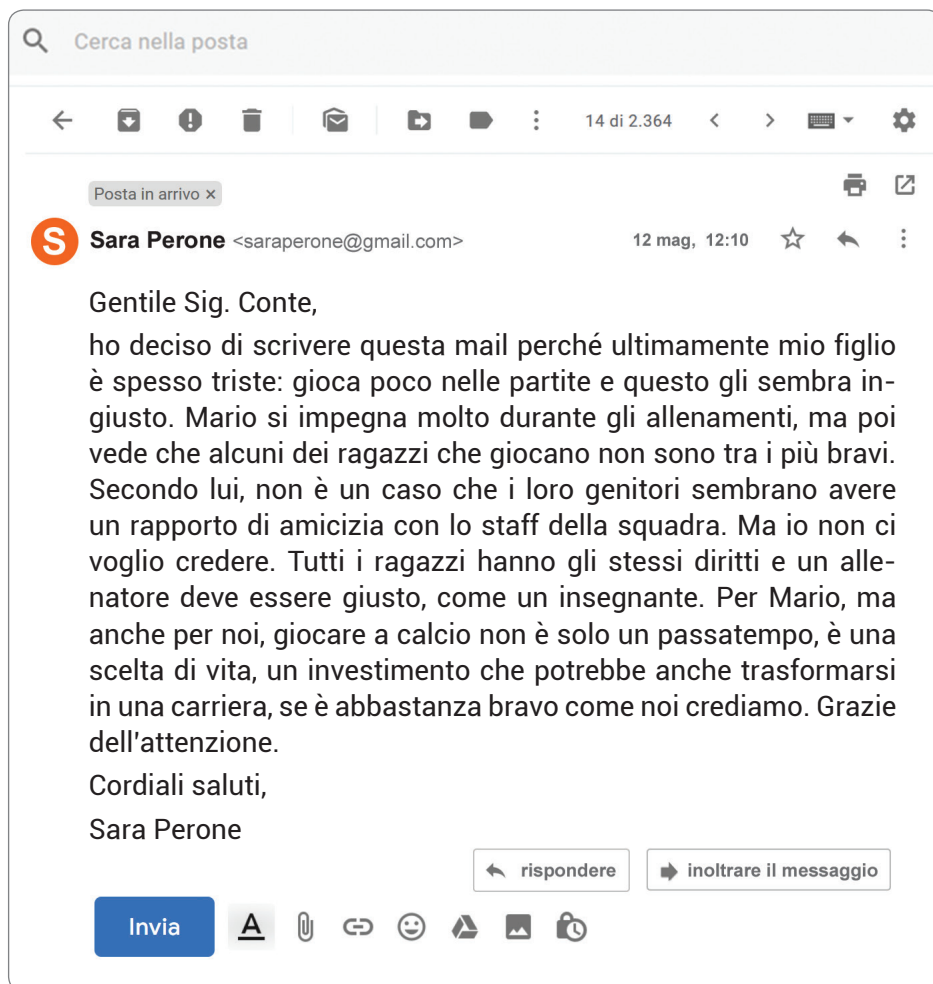 Cerca nella posta
14 di 2.364
Posta in arrivo ×
S Sara Perone <saraperone@gmail.com> 12 mag, 12:10
Gentile Sig. Conte,
ho deciso di scrivere questa mail perché ultimamente mio figlio
è spesso triste: gioca poco nelle partite e questo gli sembra in-
giusto. Mario si impegna molto durante gli allenamenti, ma poi
vede che alcuni dei ragazzi che giocano non sono tra i più bravi.
Secondo lui, non è un caso che i loro genitori sembrano avere
un rapporto di amicizia con lo staff della squadra. Ma io non ci
voglio credere. Tutti i ragazzi hanno gli stessi diritti e un alle-
natore deve essere giusto, come un insegnante. Per Mario, ma
anche per noi, giocare a calcio non è solo un passatempo, è una
scelta di vita, un investimento che potrebbe anche trasformarsi
in una carriera, se è abbastanza bravo come noi crediamo. Grazie
dell'attenzione.
Cordiali saluti,
Sara Perone
rispondere inoltrare il messaggio
Invia A